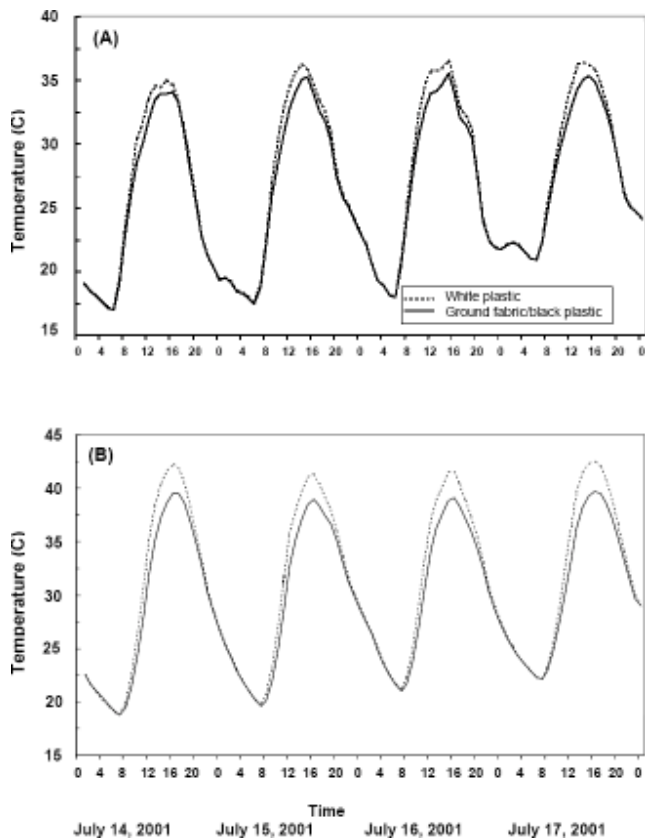 40
(A)
35
30
Temperature (C)
25
20
15
White plastic
Ground fabric/black plastic
0 4 8 12 16 20 0 4 8 12 16 20 0 4 8 12 16 20 0 4 8 12 16 20 0
45
(B)
40
35
30
Temperature (C)
25
20
15
0 4 8 12 16 20 0 4 8 12 16 20 0 4 8 12 16 20 0 4 8 12 16 20 0
Time
July 14, 2001 July 15, 2001 July 16, 2001 July 17, 2001